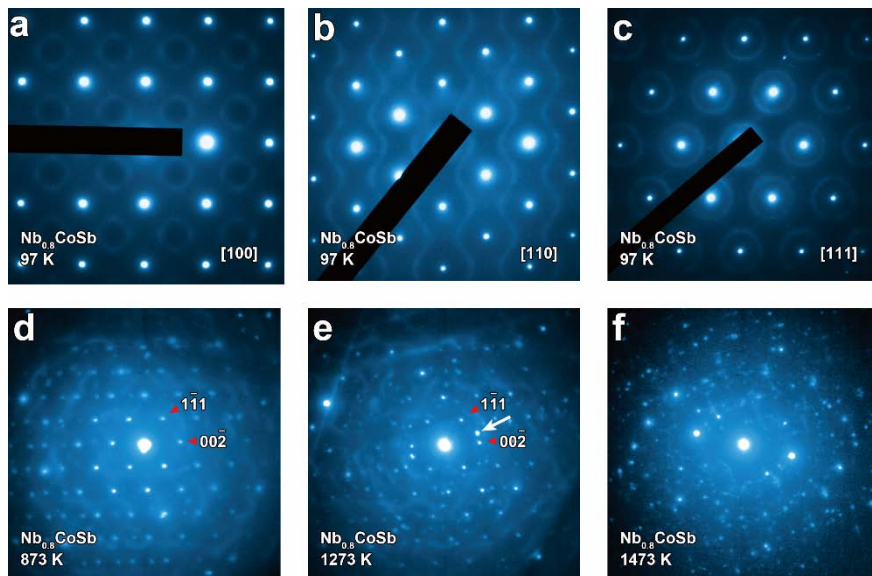 a
Nb₀.₈CoSb
97 K
[100]
b
Nb₀.₈CoSb
97 K
[110]
c
Nb₀.₈CoSb
97 K
[111]
d
11̄1
002̄
Nb₀.₈CoSb
873 K
e
11̄1
002̄
Nb₀.₈CoSb
1273 K
f
Nb₀.₈CoSb
1473 K